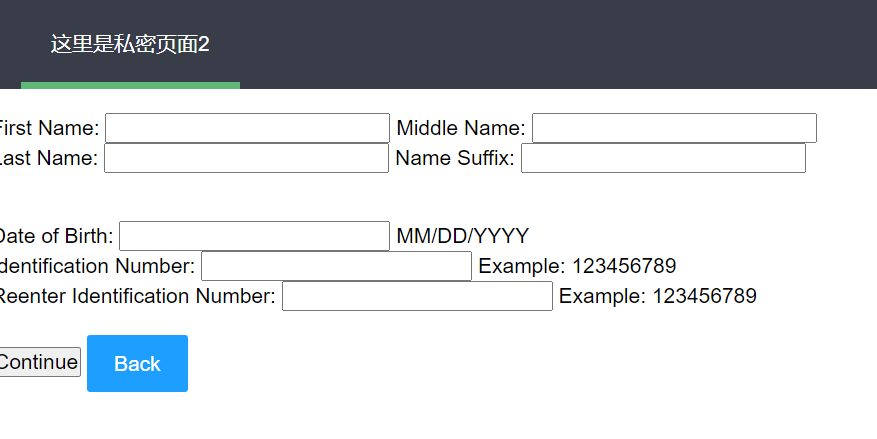 这里是私密页面2
First Name: Middle Name:
Last Name: Name Suffix:
Date of Birth: MM/DD/YYYY
Identification Number: Example: 123456789
Reenter Identification Number: Example: 123456789
Continue Back